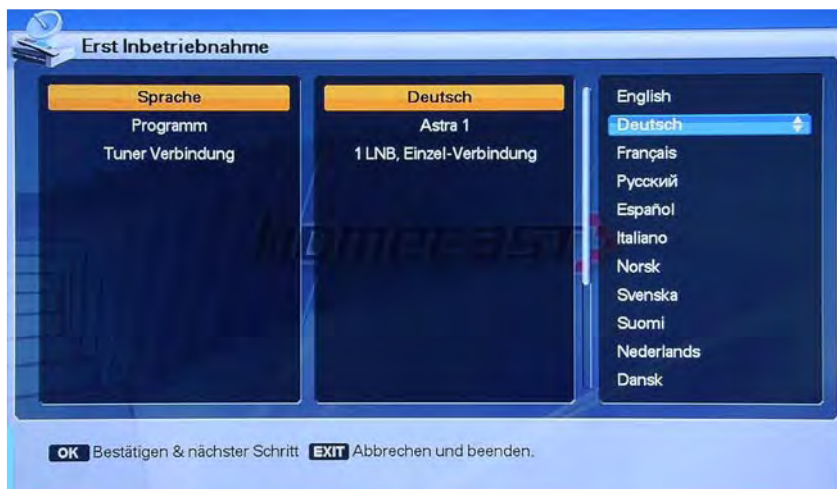 Erst Inbetriebnahme
Sprache
Programm
Tuner Verbindung
Deutsch
Astra 1
1 LNB, Einzel-Verbindung
English
Deutsch
Français
Русский
Español
Italiano
Norsk
Svenska
Suomi
Nederlands
Dansk
homecast
OK Bestätigen & nächster Schritt EXIT Abbrechen und beenden.